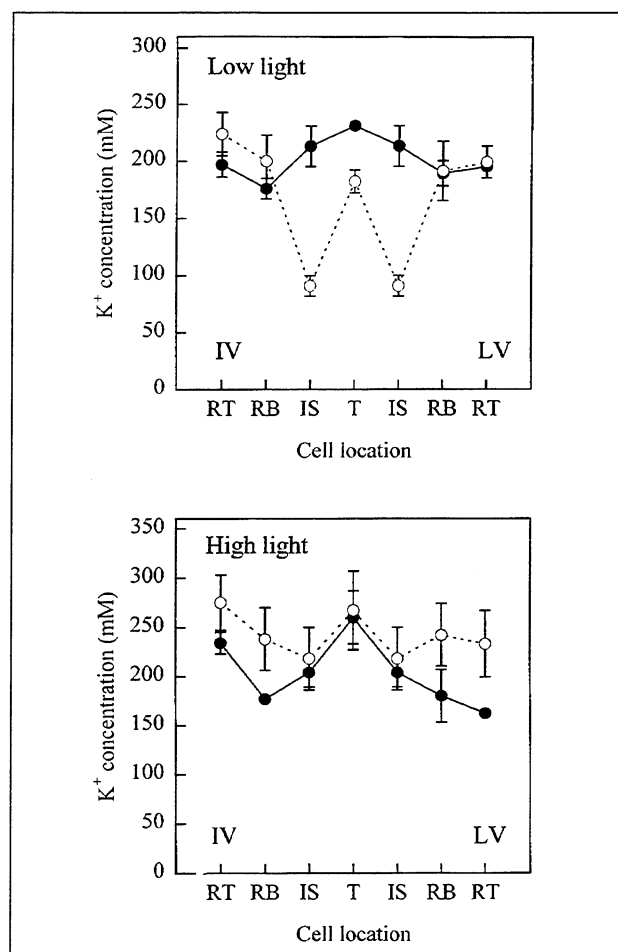 300
Low light
250
200
150
100
50
0
K⁺ concentration (mM)
IV
LV
RT RB IS T IS RB RT
Cell location
350
High light
300
250
200
150
100
50
0
K⁺ concentration (mM)
IV
LV
RT RB IS T IS RB RT
Cell location